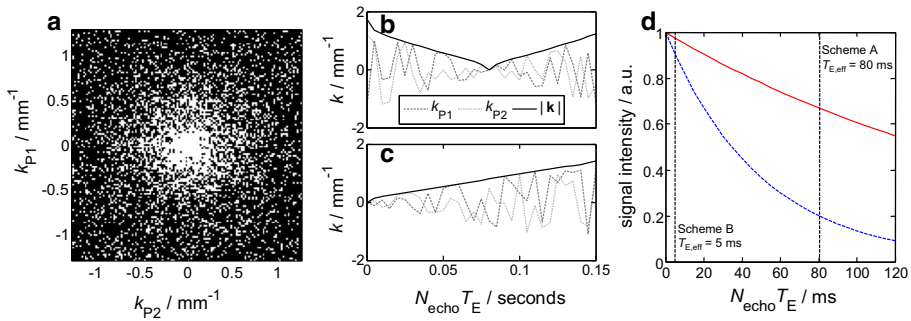 a
k_P1 / mm^-1
1
0.5
0
-0.5
-1
-1 -0.5 0 0.5 1
k_P2 / mm^-1
b
k / mm^-1
2
0
-2
k_P1 k_P2 |k|
c
k / mm^-1
2
0
-2
0 0.05 0.1 0.15
N_echo T_E / seconds
d
signal intensity / a.u.
1
0.8
0.6
0.4
0.2
0
Scheme A
T_E,eff = 80 ms
Scheme B
T_E,eff = 5 ms
0 20 40 60 80 100 120
N_echo T_E / ms